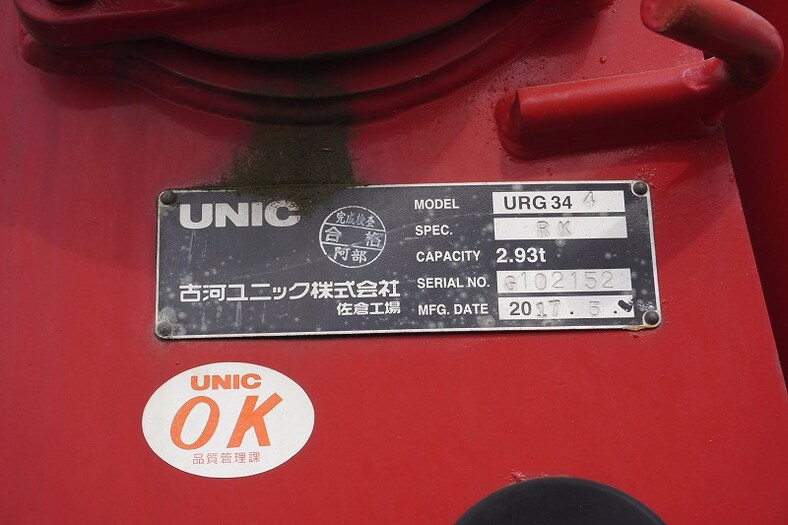 UNIC
完成検査
合格
阿部
古河ユニック株式会社
佐倉工場
MODEL URG34 4
SPEC. RK
CAPACITY 2.93t
SERIAL NO. G102152
MFG. DATE 2017.
UNIC
OK
品質管理課